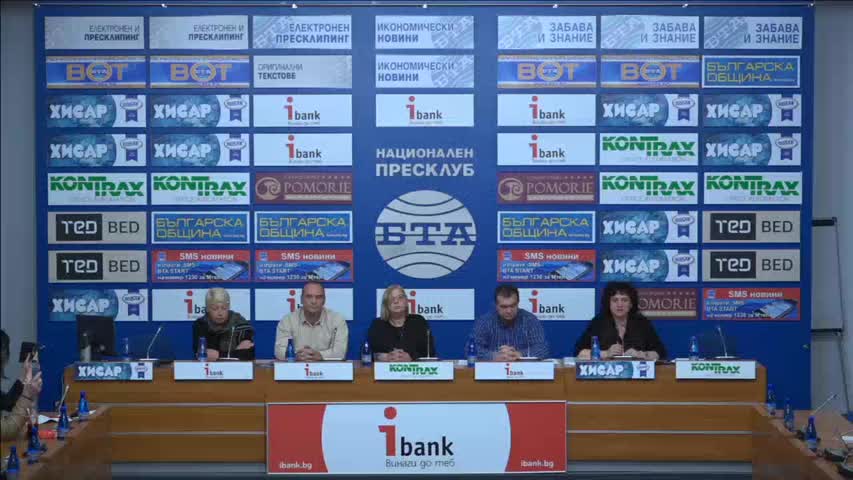 ЕЛЕКТРОНЕН И
ПРЕСКЛИПИНГ
ЕЛЕКТРОНЕН И
ПРЕСКЛИПИНГ
ЕЛЕКТРОНЕН
ПРЕСКЛИПИНГ
ИКОНОМИЧЕСКИ
НОВИНИ
ЗАБАВА
И ЗНАНИЕ
ЗАБАВА
И ЗНАНИЕ
ЗАБАВА
И ЗНАНИЕ
ВОТ
ВОТ
ОРИГИНАЛНИ
ТЕКСТОВЕ
ИКОНОМИЧЕСКИ
НОВИНИ
ВОТ
ВОТ
ВОТ
БЪЛГАРСКА
ОБЩИНА
ХИСАР
ХИСАР
ibank
ibank
ibank
ХИСАР
ХИСАР
ХИСАР
ХИСАР
ibank
НАЦИОНАЛЕН
ПРЕСКЛУБ
ibank
KONTRAX
ХИСАР
KONTRAX
KONTRAX
POMORIE
БТА
POMORIE
KONTRAX
KONTRAX
TED BED
БЪЛГАРСКА
ОБЩИНА
БЪЛГАРСКА
ОБЩИНА
БЪЛГАРСКА
ОБЩИНА
ХИСАР
TED BED
TED BED
SMS НОВИНИ
SMS НОВИНИ
SMS НОВИНИ
ХИСАР
TED BED
ХИСАР
ibank
ibank
ibank
POMORIE
SMS НОВИНИ
ХИСАР
ibank
ibank
KONTRAX
ibank
ХИСАР
KONTRAX
ibank
Винаги до теб
ibank.bg
ibank.bg